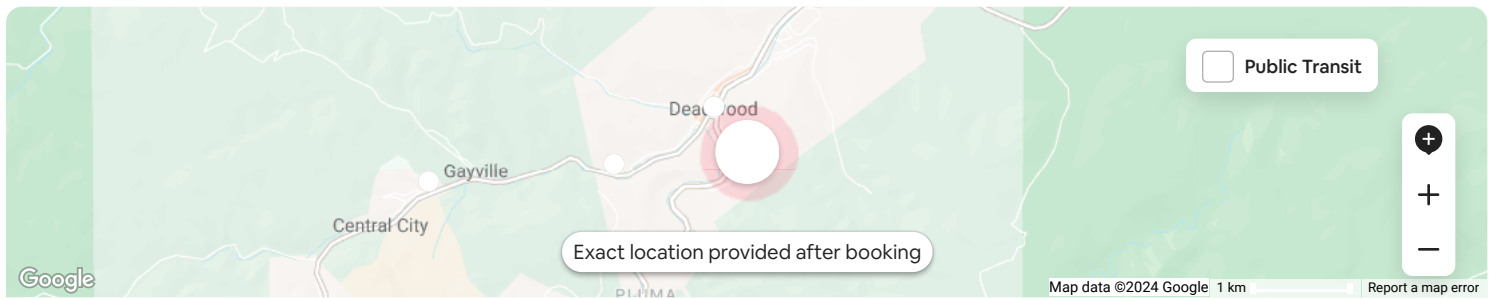 Public Transit
Deadwood
Gayville
Central City
Exact location provided after booking
PLUMA
Google
Map data ©2024 Google
1 km
Report a map error